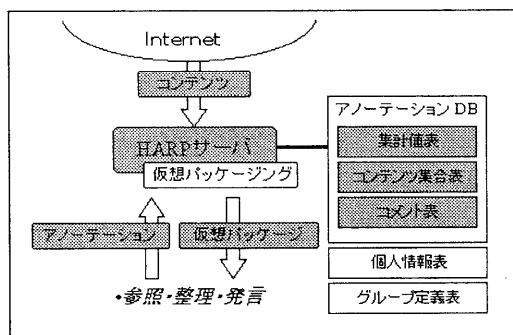 Internet
コンテンツ
HARPサーバ
仮想パッケージング
アノーテーション
仮想パッケージ
・参照・整理・発言
アノーテーションDB
集計値表
コンテンツ集合表
コメント表
個人情報表
グループ定義表